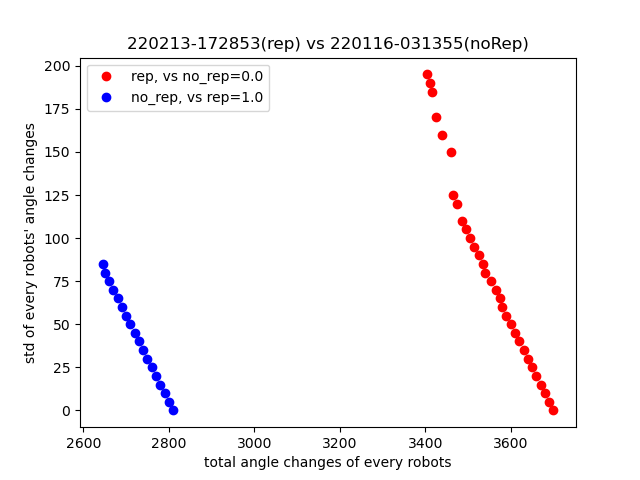 220213-172853(rep) vs 220116-031355(noRep)
rep, vs no_rep=0.0
no_rep, vs rep=1.0
std of every robots' angle changes
200
175
150
125
100
75
50
25
0
2600 2800 3000 3200 3400 3600
total angle changes of every robots